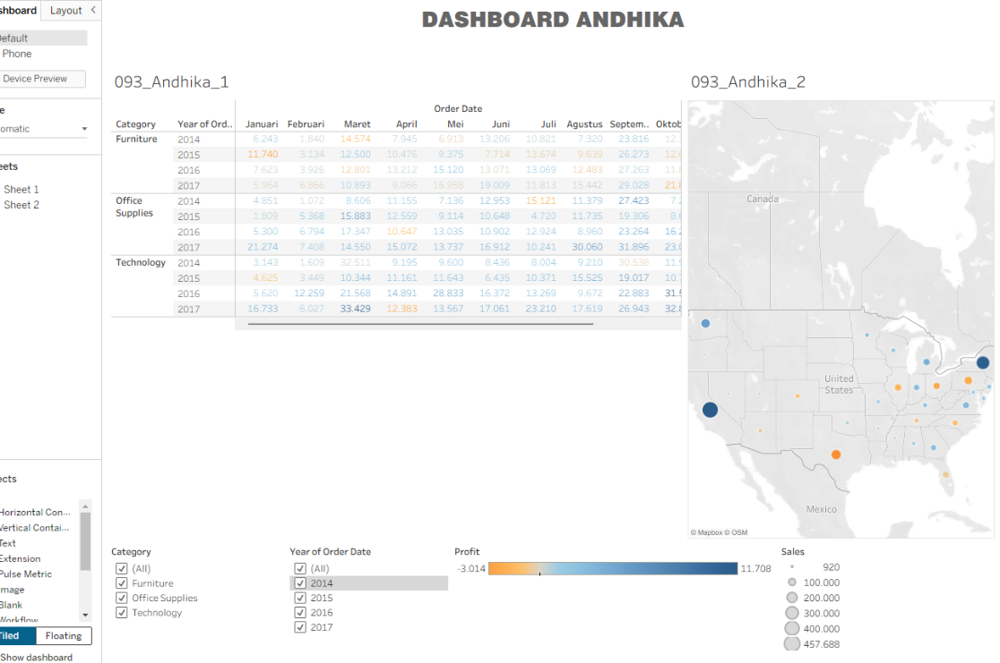 shboard Layout
DASHBOARD ANDHIKA
Default
Phone
Device Preview
e
omatic
eets
Sheet 1
Sheet 2
ects
Horizontal Con...
Vertical Contai...
Text
Extension
Pulse Metric
Image
Blank
Workflow
Tiled Floating
Show dashboard
093_Andhika_1
Order Date
Category Year of Ord.. Januari Februari Maret April Mei Juni Juli Agustus Septem.. Oktob
Furniture 2014 6.243 1.840 14.574 7.945 6.913 13.206 10.821 7.320 23.816 12.
2015 11.740 3.134 12.500 10.476 9.375 7.714 13.674 9.639 26.273 12.
2016 7.623 3.926 12.801 13.212 15.120 13.071 13.069 12.483 27.263 11.
2017 5.964 6.866 10.893 9.066 16.958 19.009 11.813 15.442 29.028 21.
Office Supplies 2014 4.851 1.072 8.606 11.155 7.136 12.953 15.121 11.379 27.423 7.
2015 1.809 5.368 15.883 12.559 9.114 10.648 4.720 11.735 19.306 8.
2016 5.300 6.794 17.347 10.647 13.035 10.902 12.924 8.960 23.264 16.
2017 21.274 7.408 14.550 15.072 13.737 16.912 10.241 30.060 31.896 23.
Technology 2014 3.143 1.609 32.511 9.195 9.600 8.436 8.004 9.210 30.538 11.
2015 4.625 3.449 10.344 11.161 11.643 6.435 10.371 15.525 19.017 10.
2016 5.620 12.259 21.568 14.891 28.833 16.372 13.269 9.672 22.883 31.
2017 16.733 6.027 33.429 12.383 13.567 17.061 23.210 17.619 26.943 32.
093_Andhika_2
Canada
United
States
Mexico
© Mapbox © OSM
Category
(All)
Furniture
Office Supplies
Technology
Year of Order Date
(All)
2014
2015
2016
2017
Profit
-3.014 11.708
Sales
920
100.000
200.000
300.000
400.000
457.688